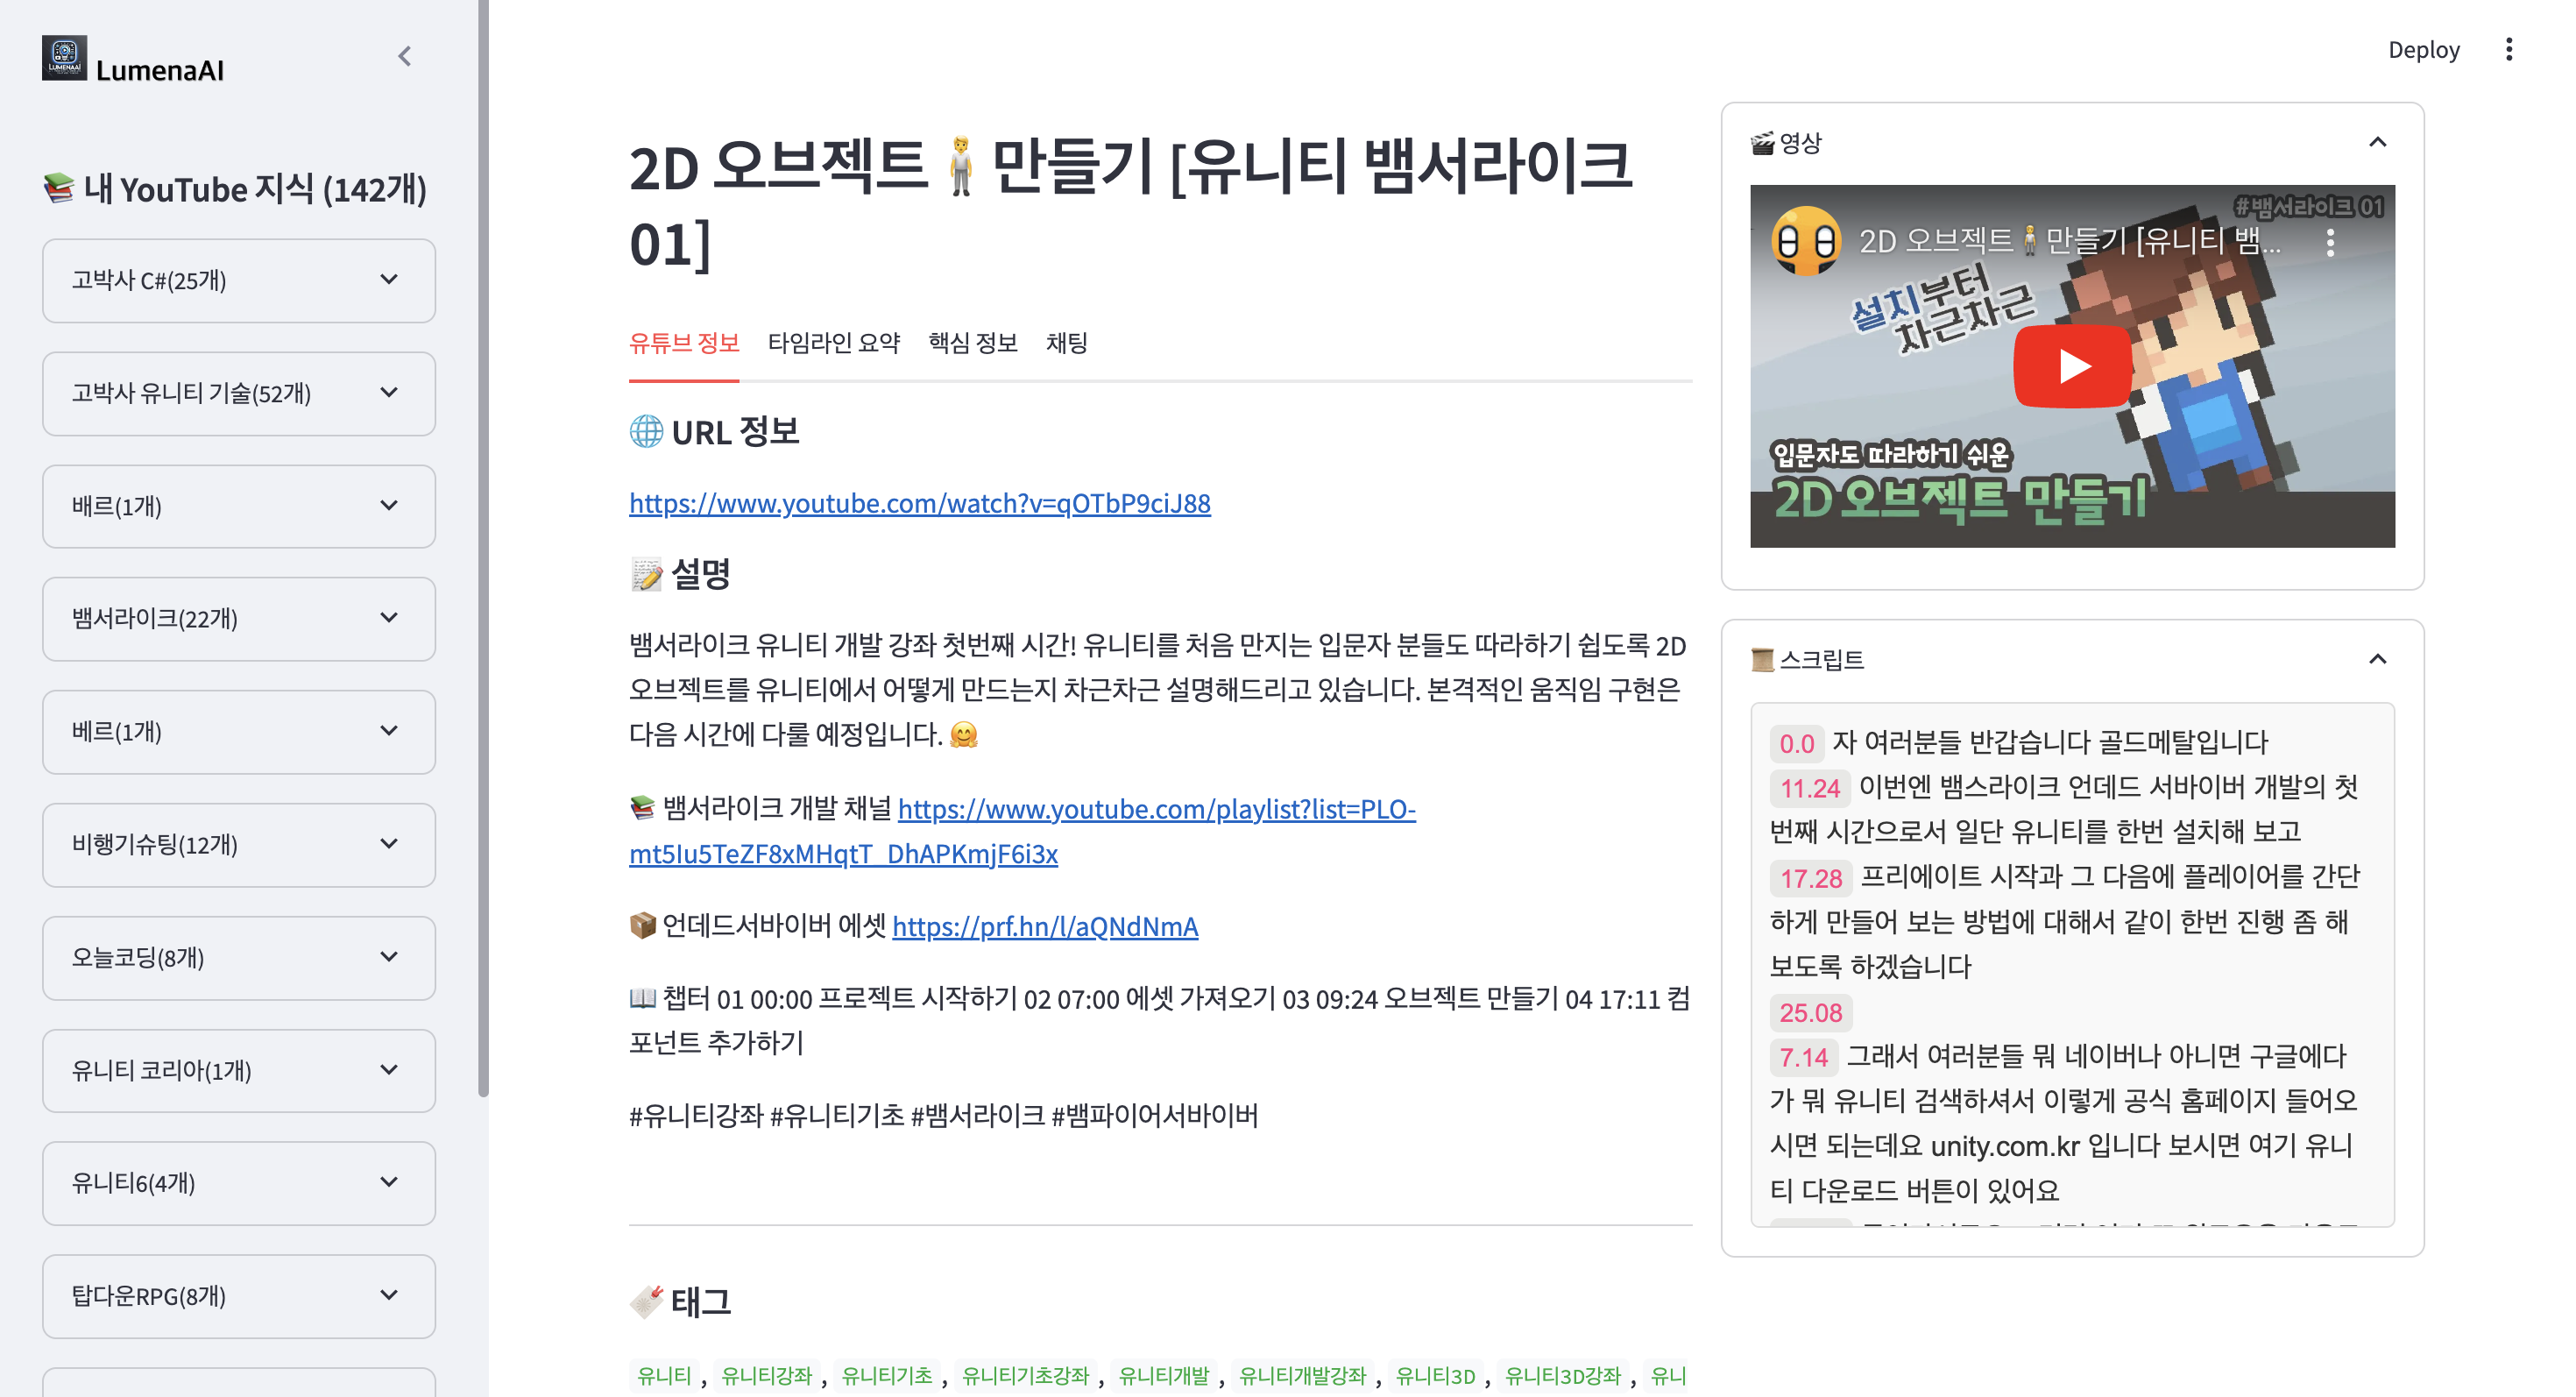 LumenaAI
📚 내 YouTube 지식 (142개)
고박사 C#(25개)
고박사 유니티 기술(52개)
배르(1개)
뱀서라이크(22개)
베르(1개)
비행기슈팅(12개)
오늘코딩(8개)
유니티 코리아(1개)
유니티6(4개)
탑다운RPG(8개)
Deploy
2D 오브젝트🧍만들기 [유니티 뱀서라이크
01]
유튜브 정보 타임라인 요약 핵심 정보 채팅
🌐 URL 정보
https://www.youtube.com/watch?v=qOTbP9ciJ88
📝 설명
뱀서라이크 유니티 개발 강좌 첫번째 시간! 유니티를 처음 만지는 입문자 분들도 따라하기 쉽도록 2D
오브젝트를 유니티에서 어떻게 만드는지 차근차근 설명해드리고 있습니다. 본격적인 움직임 구현은
다음 시간에 다룰 예정입니다. 🤗
📚 뱀서라이크 개발 채널 https://www.youtube.com/playlist?list=PLO-
mt5Iu5TeZF8xMHqtT_DhAPKmjF6i3x
📦 언데드서바이버 에셋 https://prf.hn/l/aQNdNmA
📖 챕터 01 00:00 프로젝트 시작하기 02 07:00 에셋 가져오기 03 09:24 오브젝트 만들기 04 17:11 컴
포넌트 추가하기
#유니티강좌 #유니티기초 #뱀서라이크 #뱀파이어서바이버
🏷️ 태그
유니티 , 유니티강좌 , 유니티기초 , 유니티기초강좌 , 유니티개발 , 유니티개발강좌 , 유니티3D , 유니티3D강좌 , 유니
🎬 영상
#뱀서라이크 01
2D 오브젝트🧍만들기 [유니티 뱀...
설치부터
차근차근
입문자도 따라하기 쉬운
2D 오브젝트 만들기
📜 스크립트
0.0 자 여러분들 반갑습니다 골드메탈입니다
11.24 이번엔 뱀스라이크 언데드 서바이버 개발의 첫
번째 시간으로서 일단 유니티를 한번 설치해 보고
17.28 프리에이트 시작과 그 다음에 플레이어를 간단
하게 만들어 보는 방법에 대해서 같이 한번 진행 좀 해
보도록 하겠습니다
25.08
7.14 그래서 여러분들 뭐 네이버나 아니면 구글에다
가 뭐 유니티 검색하셔서 이렇게 공식 홈페이지 들어오
시면 되는데요 unity.com.kr 입니다 보시면 여기 유니
티 다운로드 버튼이 있어요